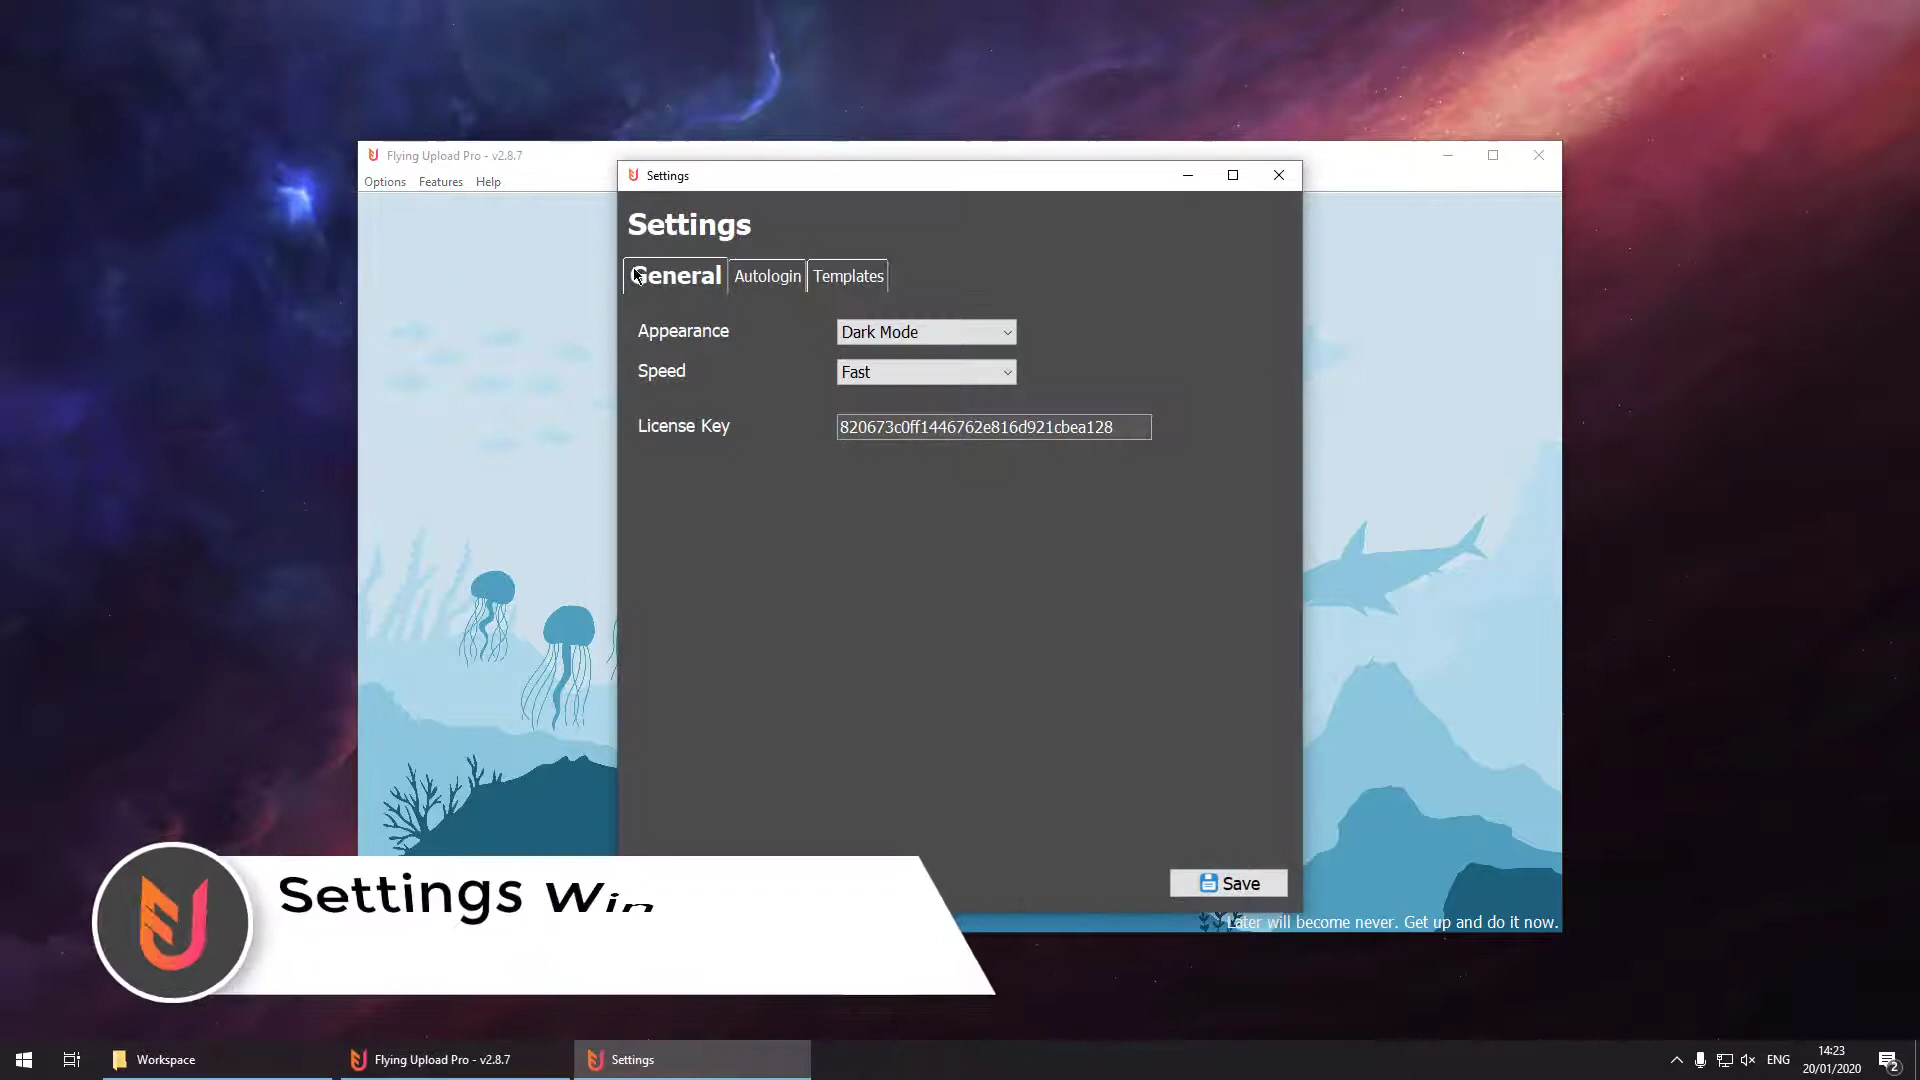 Flying Upload Pro - v2.8.7
Options Features Help
Settings
Settings
General Autologin Templates
Appearance Dark Mode
Speed Fast
License Key 820673c0ff1446762e816d921cbea128
Save
Later will become never. Get up and do it now.
Settings Win
Workspace
Flying Upload Pro - v2.8.7
Settings
ENG
14:23
20/01/2020
2